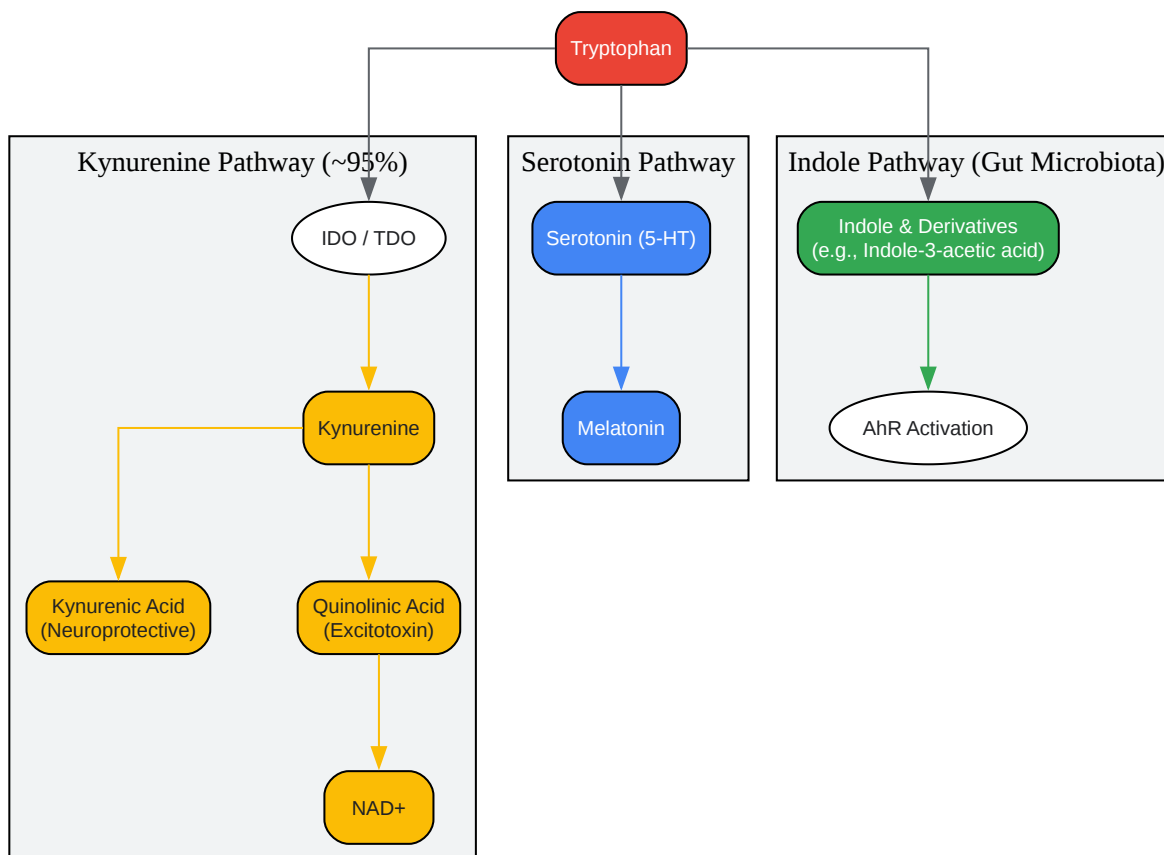 Tryptophan
Kynurenine Pathway (~95%)
Serotonin Pathway
Indole Pathway (Gut Microbiota)
IDO / TDO
Serotonin (5-HT)
Indole & Derivatives
(e.g., Indole-3-acetic acid)
Kynurenine
Melatonin
AhR Activation
Kynurenic Acid
(Neuroprotective)
Quinolinic Acid
(Excitotoxin)
NAD+